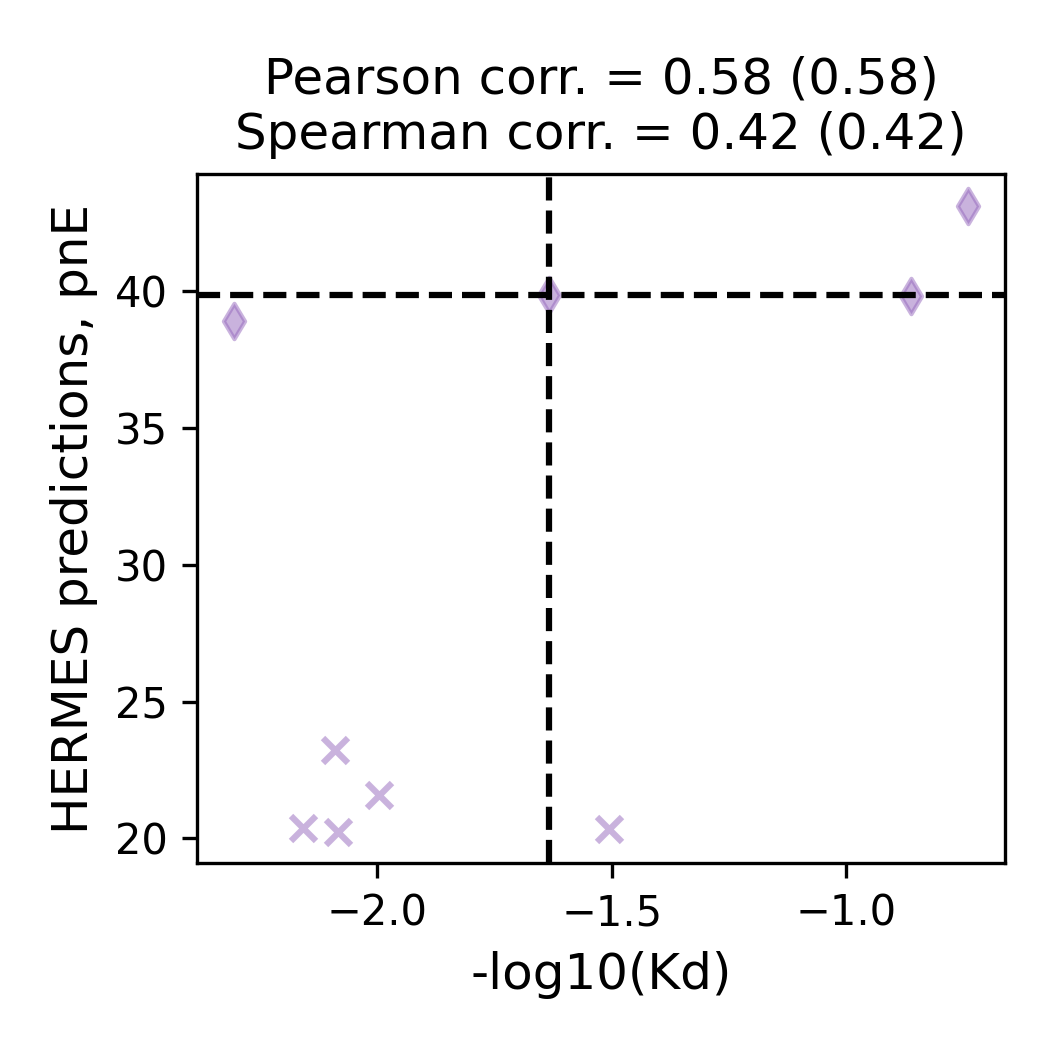 Pearson corr. = 0.58 (0.58)
Spearman corr. = 0.42 (0.42)
HERMES predictions, pnE
40
35
30
25
20
−2.0
−1.5
−1.0
-log10(Kd)